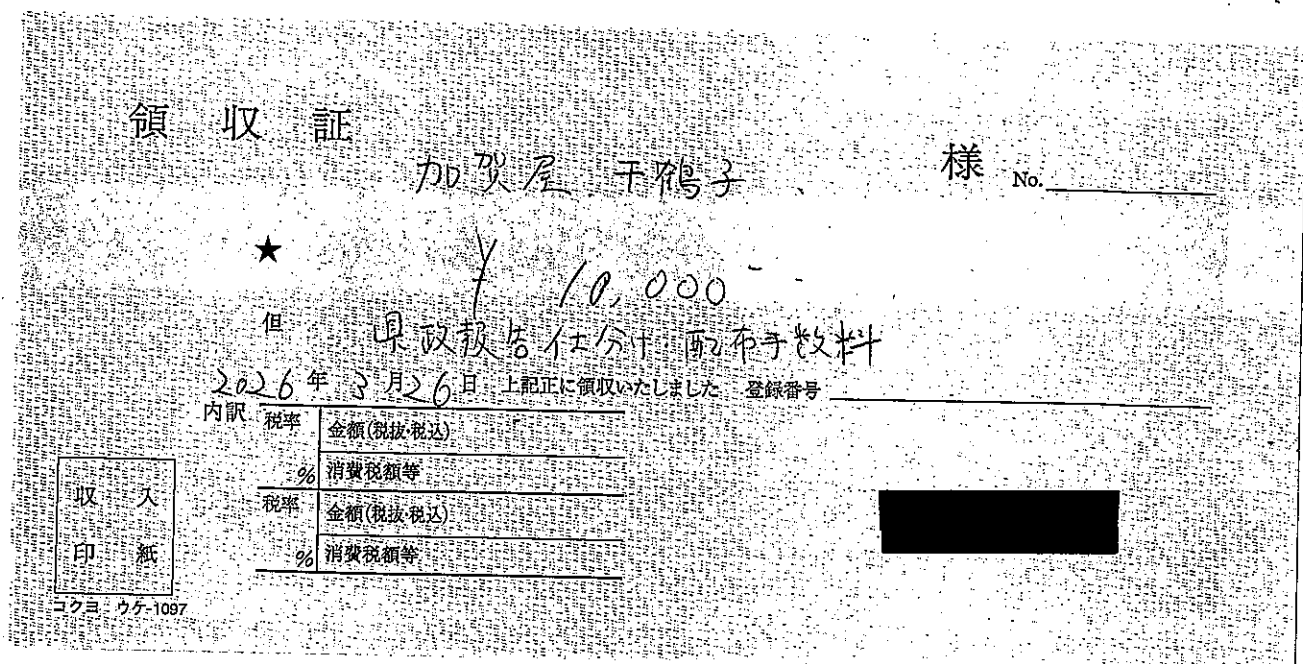 領収証
加賀屋 千鶴子 様 No.
★ ¥10,000-
但 県政報告仕分け・配布手数料
2026年3月26日 上記正に領収いたしました 登録番号
内訳 税率 金額(税抜・税込)
% 消費税額等
税率 金額(税抜・税込)
% 消費税額等
収入
印紙
コクヨ ウケ-1097